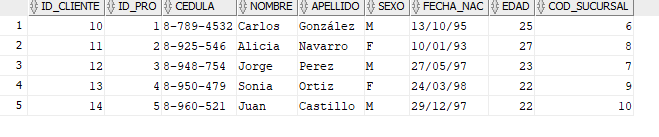 ID_CLIENTE ID_PRO CEDULA NOMBRE APELLIDO SEXO FECHA_NAC EDAD COD_SUCURSAL
1 10 1 8-789-4532 Carlos González M 13/10/95 25 6
2 11 2 8-925-546 Alicia Navarro F 10/01/93 27 8
3 12 3 8-948-754 Jorge Perez M 27/05/97 23 7
4 13 4 8-950-479 Sonia Ortiz F 24/03/98 22 9
5 14 5 8-960-521 Juan Castillo M 29/12/97 22 10